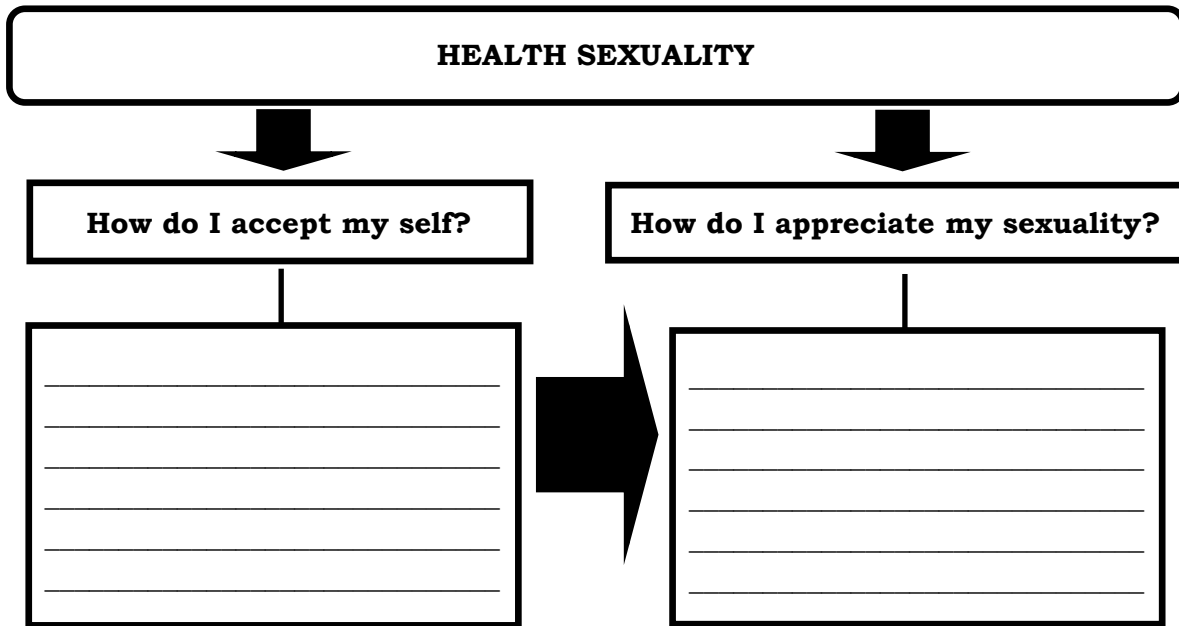 HEALTH SEXUALITY
How do I accept my self?
How do I appreciate my sexuality?